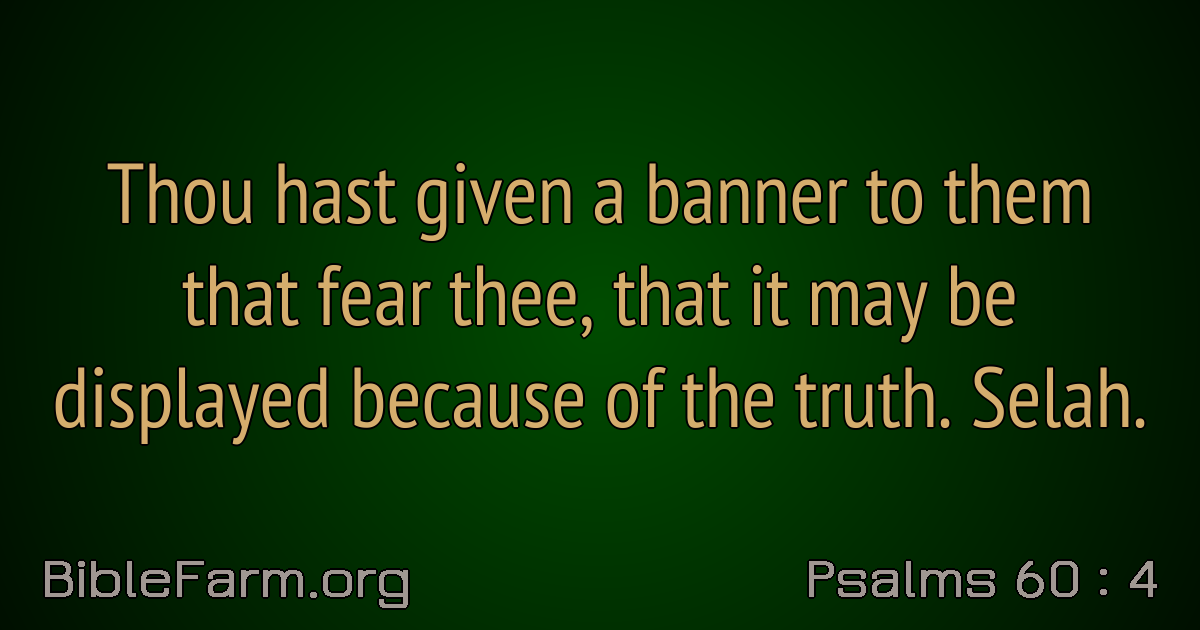 Thou hast given a banner to them
that fear thee, that it may be
displayed because of the truth. Selah.
BibleFarm.org
Psalms 60 : 4